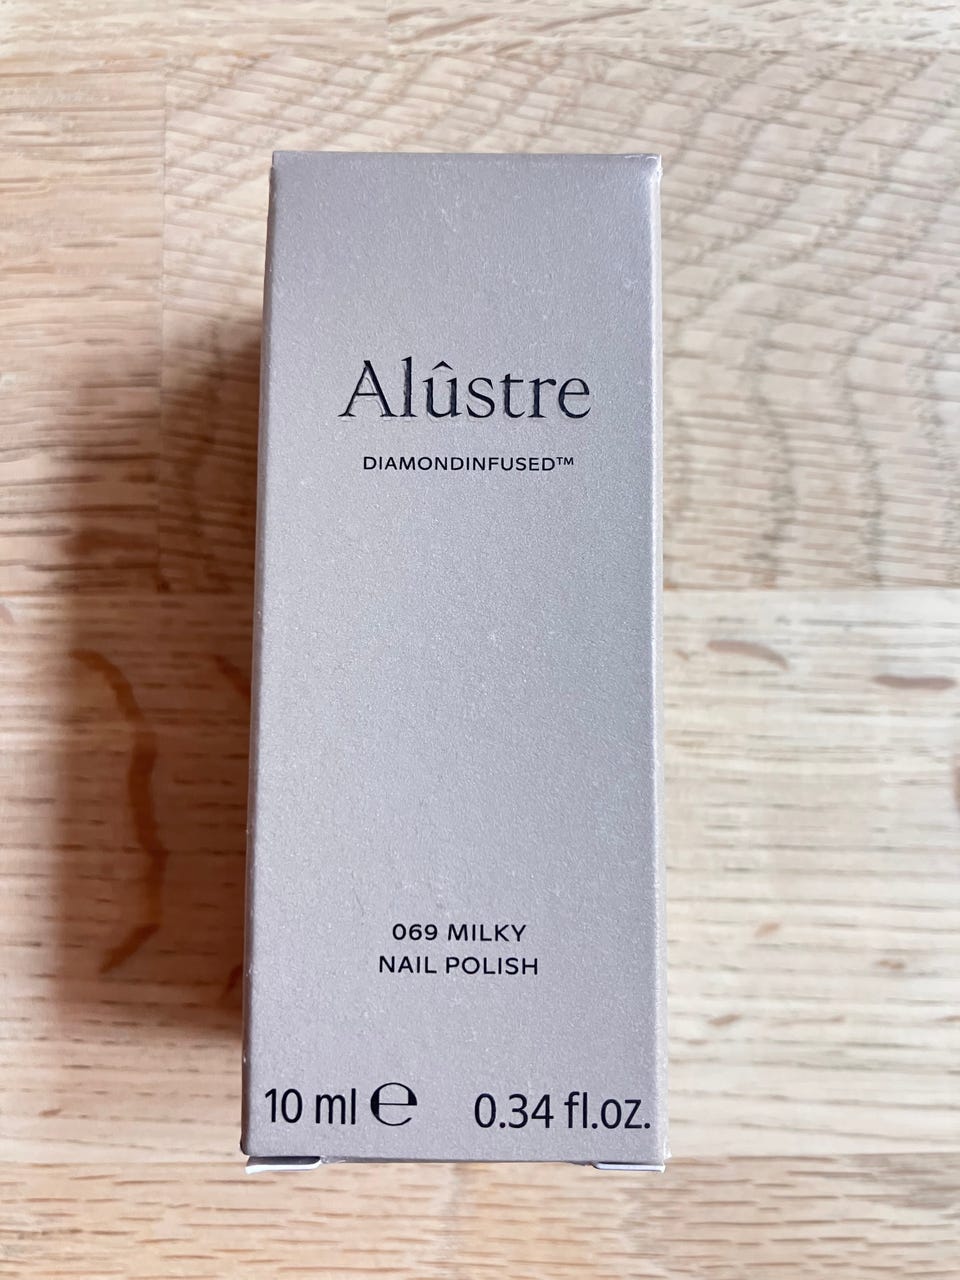 Alûstre
DIAMONDINFUSED™
069 MILKY
NAIL POLISH
10 ml ℮ 0.34 fl.oz.